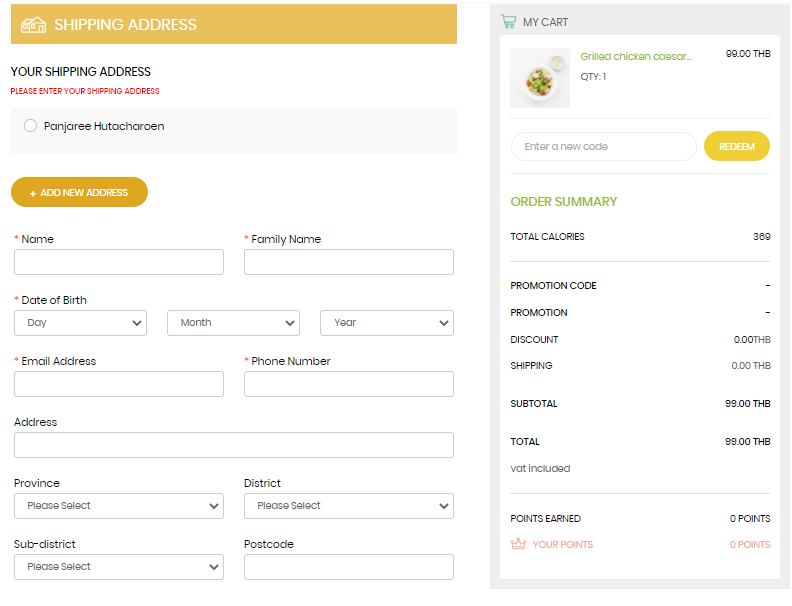 SHIPPING ADDRESS
YOUR SHIPPING ADDRESS
PLEASE ENTER YOUR SHIPPING ADDRESS
Panjaree Hutacharoen
+ ADD NEW ADDRESS
* Name
* Family Name
* Date of Birth
Day
Month
Year
* Email Address
* Phone Number
Address
Province
District
Please Select
Please Select
Sub-district
Postcode
Please Select
MY CART
Grilled chicken caesar...
99.00 THB
QTY: 1
Enter a new code
REDEEM
ORDER SUMMARY
TOTAL CALORIES 369
PROMOTION CODE -
PROMOTION -
DISCOUNT 0.00THB
SHIPPING 0.00 THB
SUBTOTAL 99.00 THB
TOTAL 99.00 THB
vat included
POINTS EARNED 0 POINTS
YOUR POINTS 0 POINTS